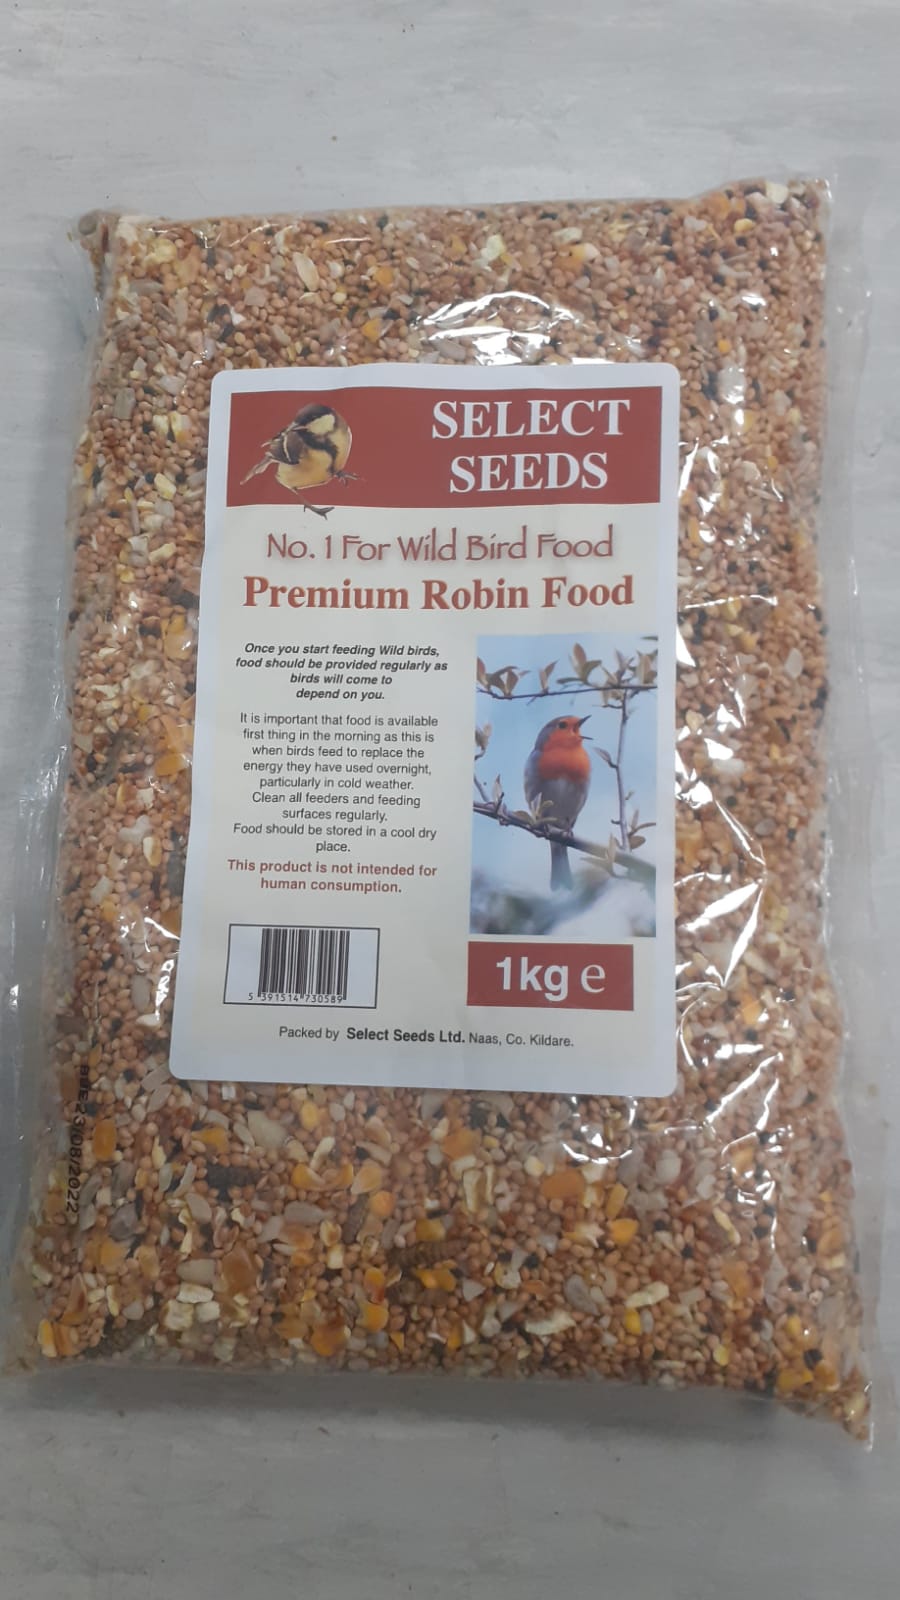 SELECT
SEEDS
No. 1 For Wild Bird Food
Premium Robin Food
Once you start feeding Wild birds,
food should be provided regularly as
birds will come to
depend on you.
It is important that food is available
first thing in the morning as this is
when birds feed to replace the
energy they have used overnight,
particularly in cold weather.
Clean all feeders and feeding
surfaces regularly.
Food should be stored in a cool dry
place.
This product is not intended for
human consumption.
1kg e
5 391514 730589
Packed by Select Seeds Ltd. Naas, Co. Kildare.
BBE23/08/2022